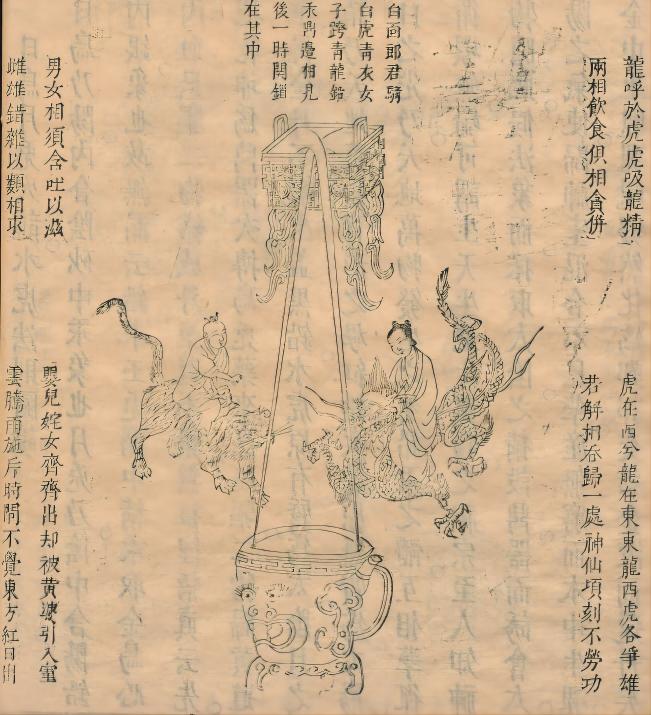 龍呼於虎虎吸龍精
兩相飲食俱相貪併
虎在西兮龍在東東龍西虎各爭雄
若解相吞歸一處神仙頃刻不勞功
白面郎君騎
白虎青衣女
子跨青龍鉛
汞鼎邊相見
後一時關鎖
在其中
男女相須含吐以滋
雌雄錯雜以類相求
嬰兒姹女齊齊出却被黃婆引入室
雲騰雨施片時間不覺東方紅日出